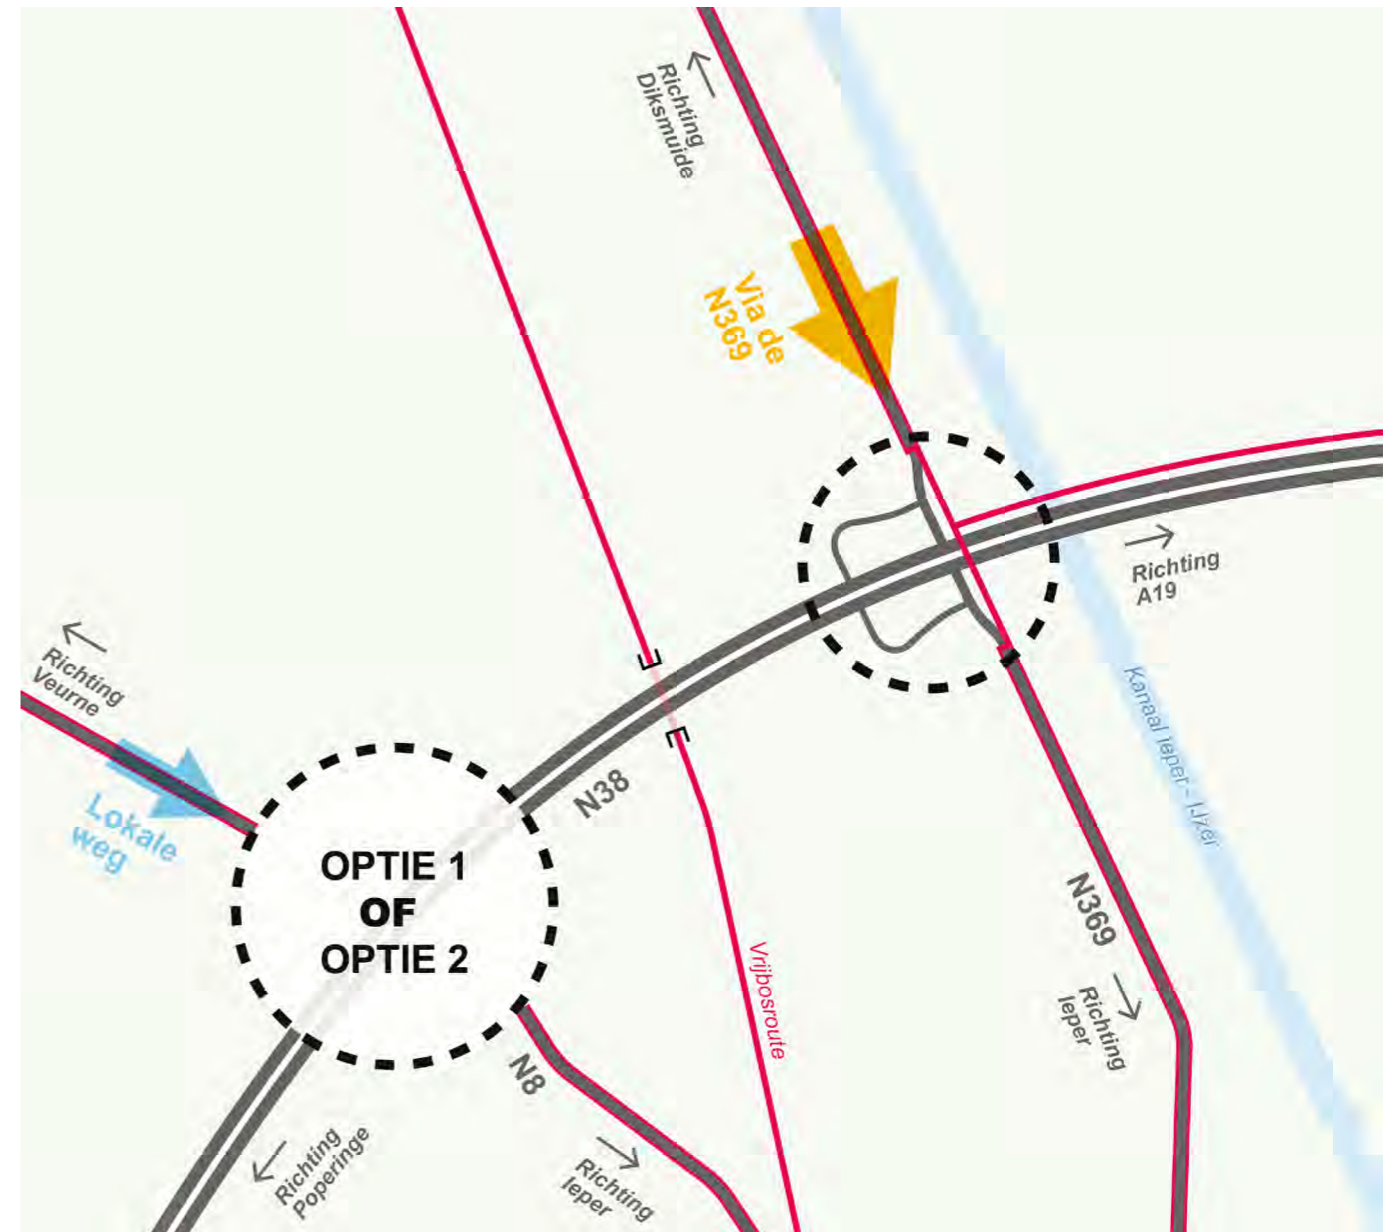 Richting
Diksmuide
Via de
N369
Richting
A19
Richting
Veurne
Kanaal Ieper - IJzer
Lokale
weg
N38
OPTIE 1
OF
OPTIE 2
N369
Vrijbosroute
Richting
Ieper
N8
Richting
Poperinge
Richting
Ieper